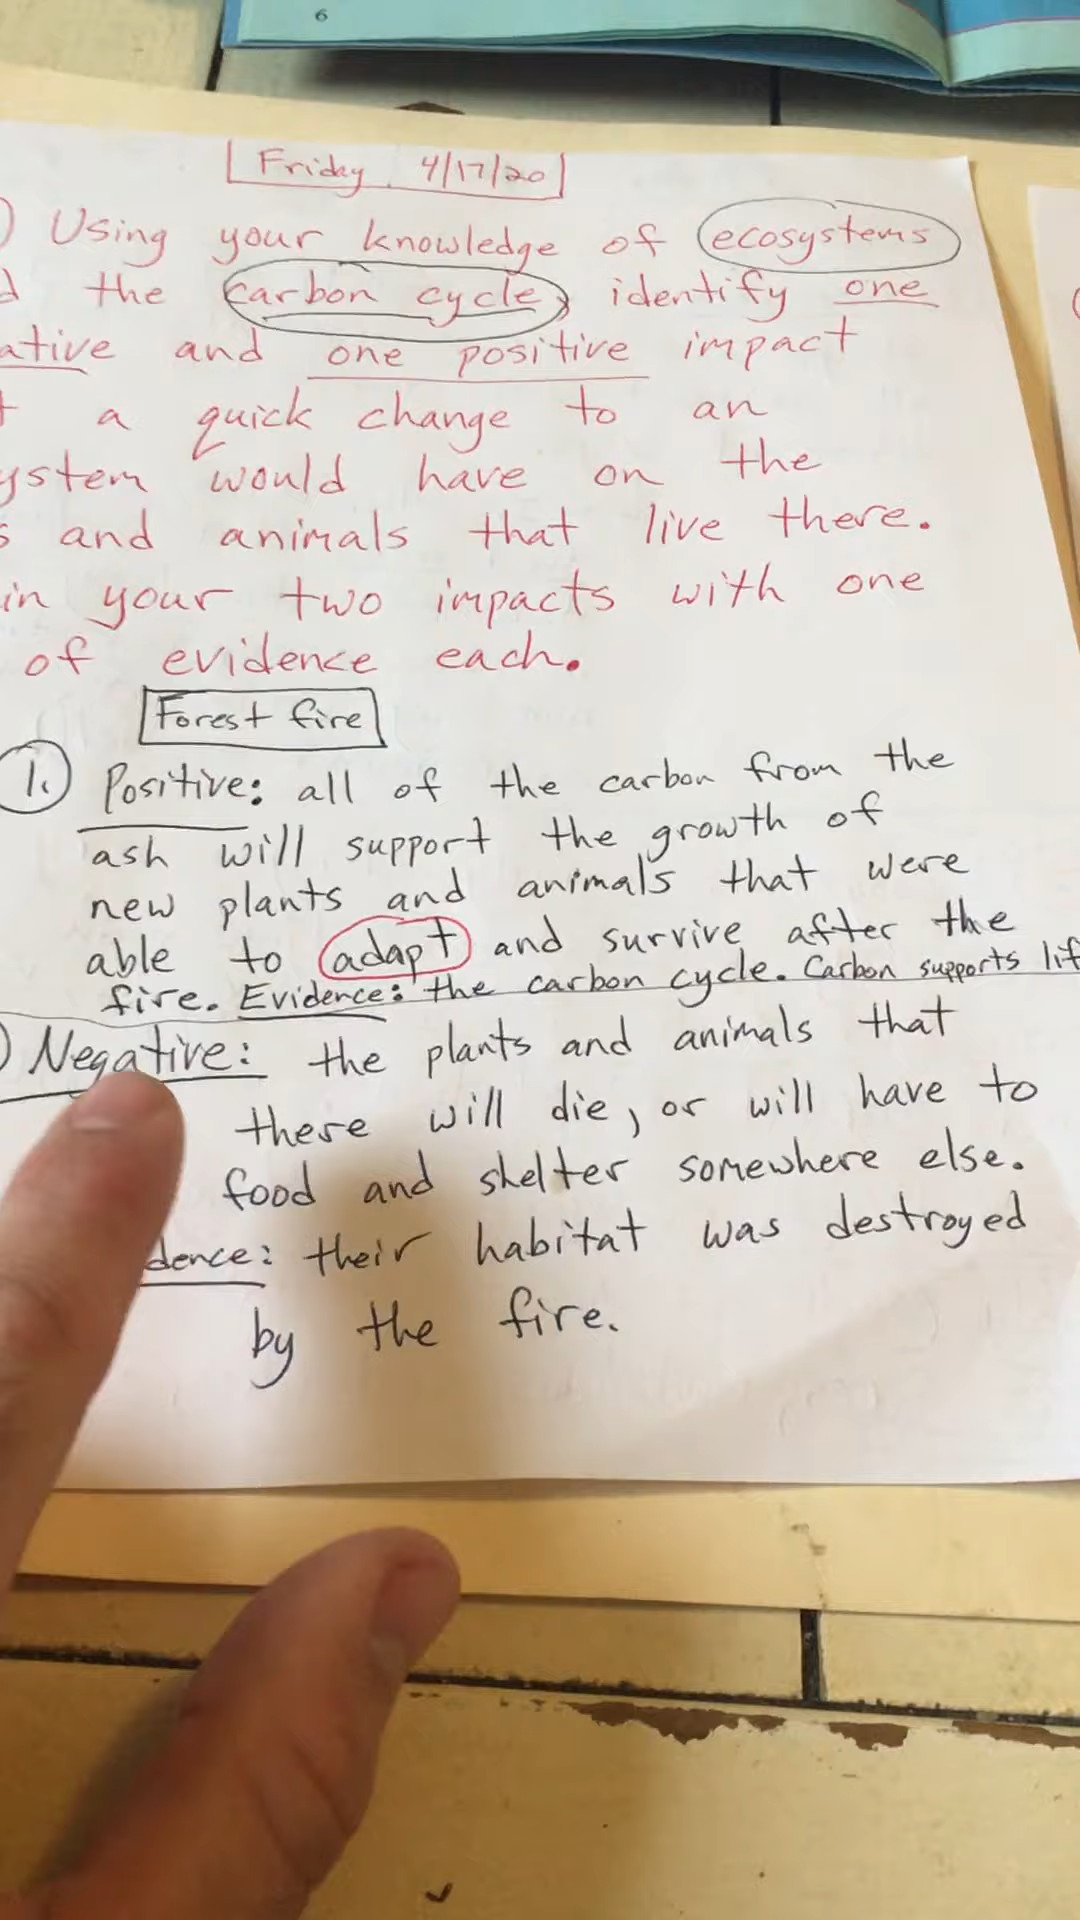 6
Friday 4/17/20
Using your knowledge of ecosystems
the carbon cycle, identify one
ative and one positive impact
a quick change to an
ystem would have on the
s and animals that live there.
in your two impacts with one
of evidence each.
Forest fire
1. Positive: all of the carbon from the
ash will support the growth of
new plants and animals that were
able to adapt and survive after the
fire. Evidence: the carbon cycle. Carbon supports lif
Negative: the plants and animals that
there will die, or will have to
food and shelter somewhere else.
dence: their habitat was destroyed
by the fire.